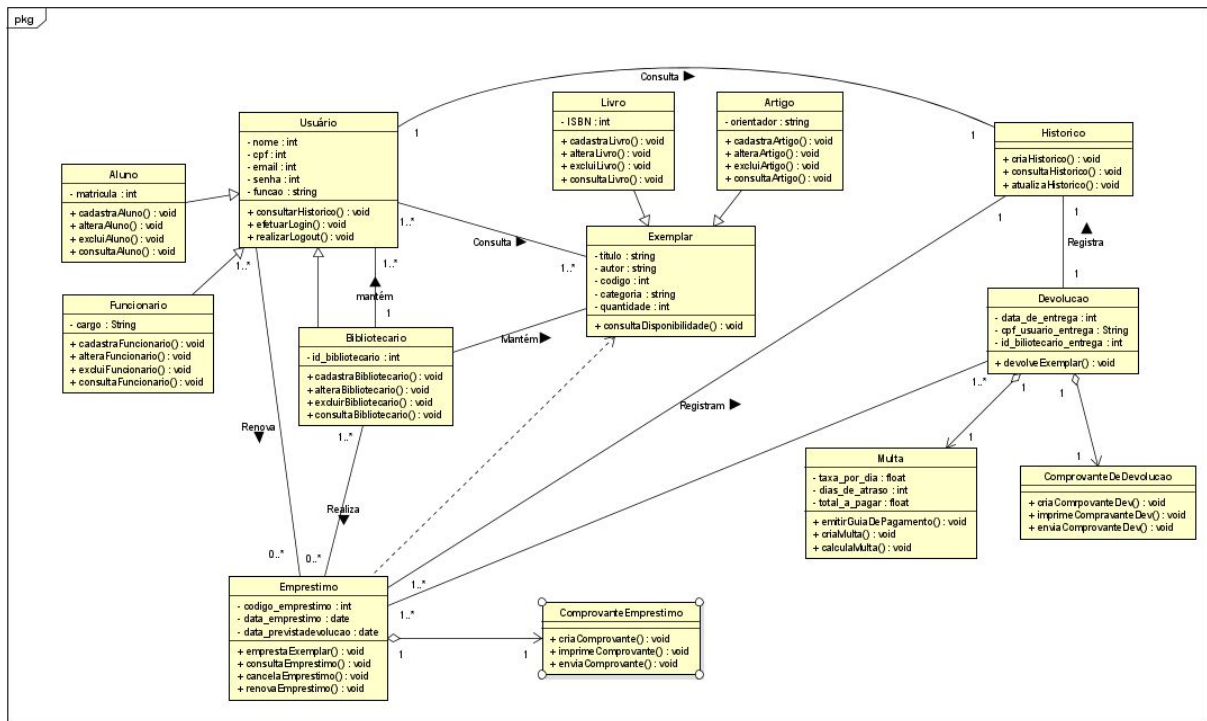 pkg
Consulta ▶
1
1
Usuário
- nome : int
- cpf : int
- email : int
- senha : int
- funcao : string
+ consultarHistorico() : void
+ efetuarLogin() : void
+ realizarLogout() : void
Livro
- ISBN : int
+ cadastraLivro() : void
+ alteraLivro() : void
+ excluiLivro() : void
+ consultaLivro() : void
Artigo
- orientador : string
+ cadastraArtigo() : void
+ alteraArtigo() : void
+ excluiArtigo() : void
+ consultaArtigo() : void
Historico
+ criaHistorico() : void
+ consultaHistorico() : void
+ atualizaHistorico() : void
Aluno
- matricula : int
+ cadastraAluno() : void
+ alteraAluno() : void
+ excluiAluno() : void
+ consultaAluno() : void
1..*
Consulta ▶
1..*
Exemplar
- titulo : string
- autor : string
- codigo : int
- categoria : string
- quantidade : int
+ consultaDisponibilidade() : void
1
1
▲
Registra
1
1..*
1..*
▲
mantém
1
Funcionario
- cargo : String
+ cadastraFuncionario() : void
+ alteraFuncionario() : void
+ excluiFuncionario() : void
+ consultaFuncionario() : void
Bibliotecario
- id_bibliotecario : int
+ cadastraBibliotecario() : void
+ alteraBibliotecario() : void
+ excluirBibliotecario() : void
+ consultaBibliotecario() : void
Mantém ▶
Devolucao
- data_de_entrega : int
- cpf_usuario_entrega : String
- id_biliotecario_entrega : int
+ devolveExemplar() : void
1..*
1
1
Registram ▶
Renova
▼
1..*
1
1
Multa
- taxa_por_dia : float
- dias_de_atraso : int
- total_a_pagar : float
+ emitirGuiaDePagamento() : void
+ criaMulta() : void
+ calculaMulta() : void
ComprovanteDeDevolucao
+ criaComrpovanteDev() : void
+ imprimeCompravanteDev() : void
+ enviaComprovanteDev() : void
Realiza
▼
0..*
0..*
1..*
1..*
Emprestimo
- codigo_emprestimo : int
- data_emprestimo : date
- data_previstadevolucao : date
+ emprestaExemplar() : void
+ consultaEmprestimo() : void
+ cancelaEmprestimo() : void
+ renovaEmprestimo() : void
1
1
ComprovanteEmprestimo
+ criaComprovante() : void
+ imprimeComprovante() : void
+ enviaComprovante() : void